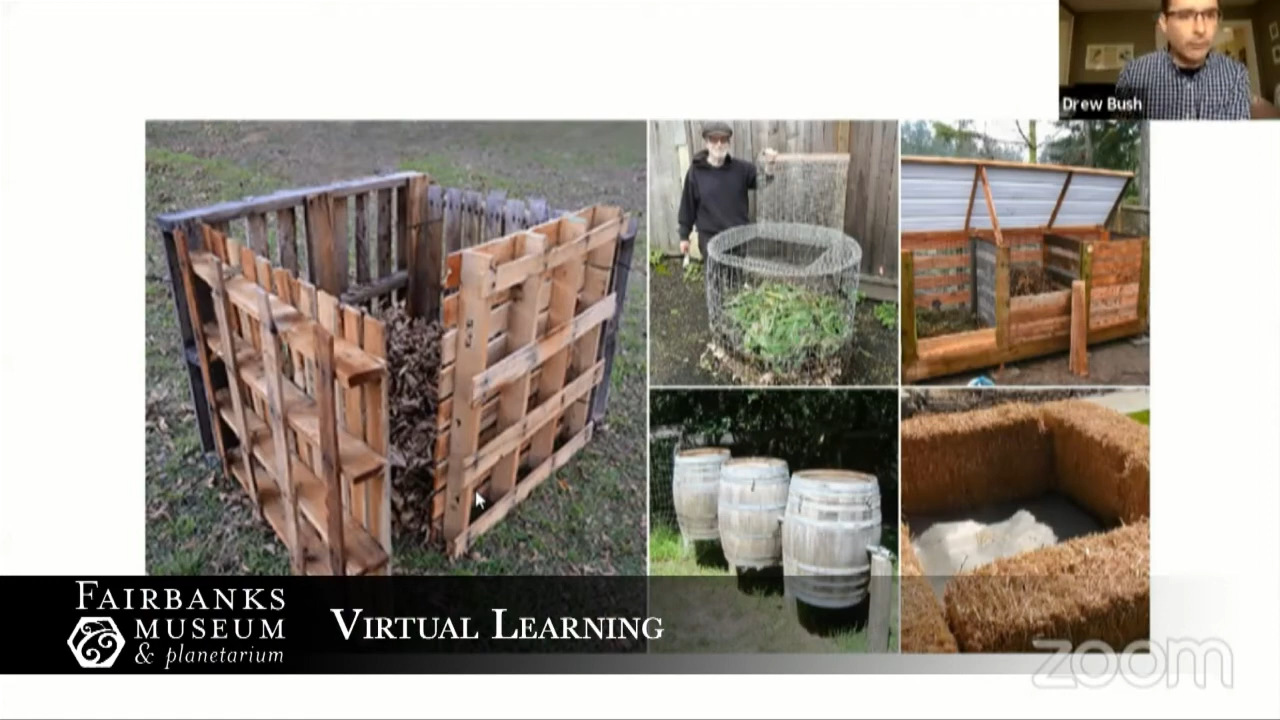 Drew Bush
FAIRBANKS
MUSEUM
& planetarium
VIRTUAL LEARNING
zoom